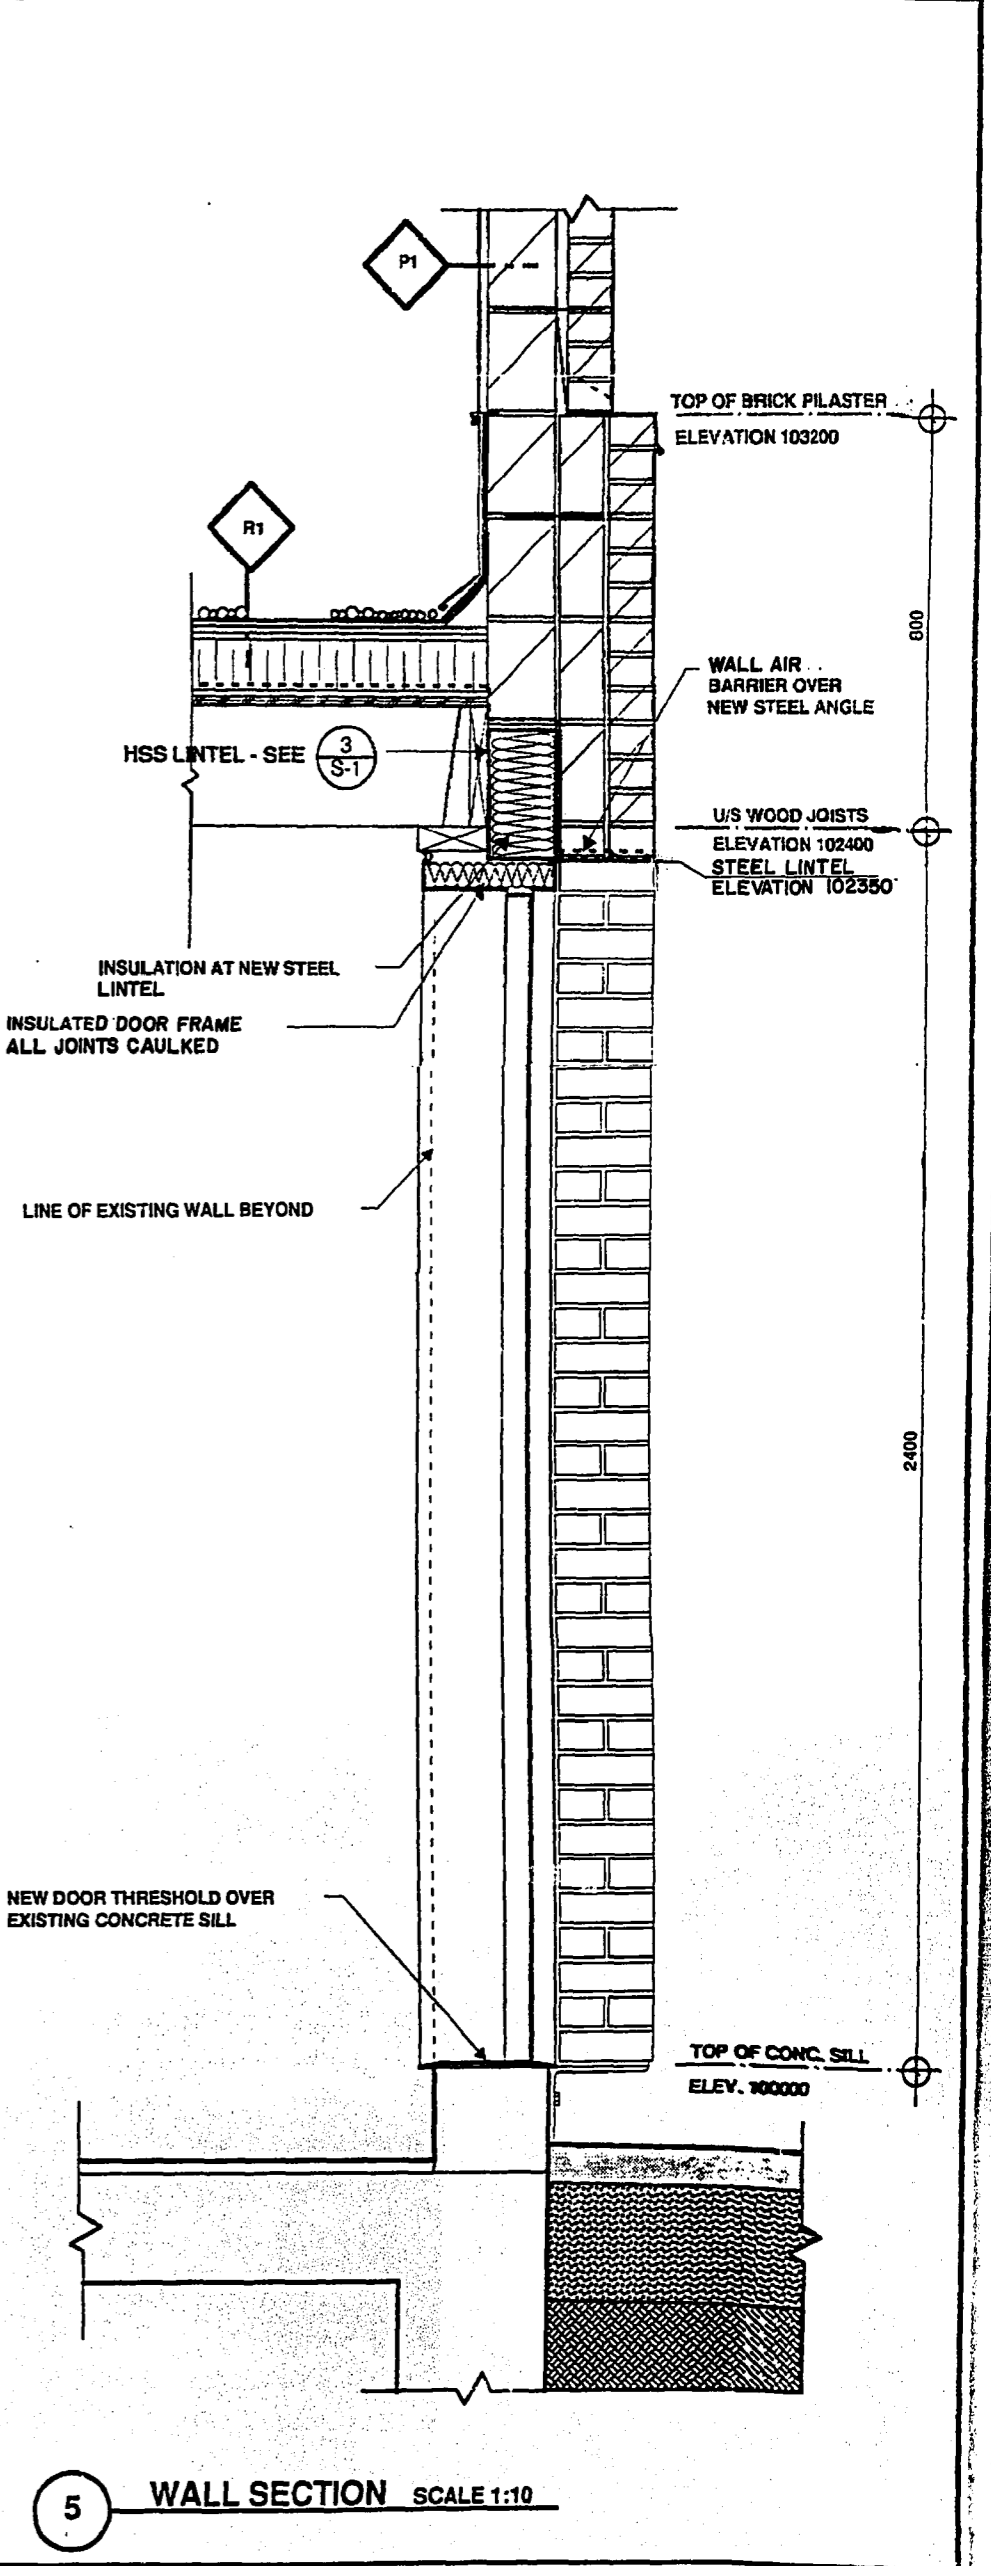 P1
TOP OF BRICK PILASTER
ELEVATION 103200
R1
800
WALL AIR
BARRIER OVER
NEW STEEL ANGLE
HSS LINTEL - SEE
3
S-1
U/S WOOD JOISTS
ELEVATION 102400
STEEL LINTEL
ELEVATION 102350
INSULATION AT NEW STEEL
LINTEL
INSULATED DOOR FRAME
ALL JOINTS CAULKED
LINE OF EXISTING WALL BEYOND
2400
NEW DOOR THRESHOLD OVER
EXISTING CONCRETE SILL
TOP OF CONC. SILL
ELEV. 100000
5
WALL SECTION SCALE 1:10